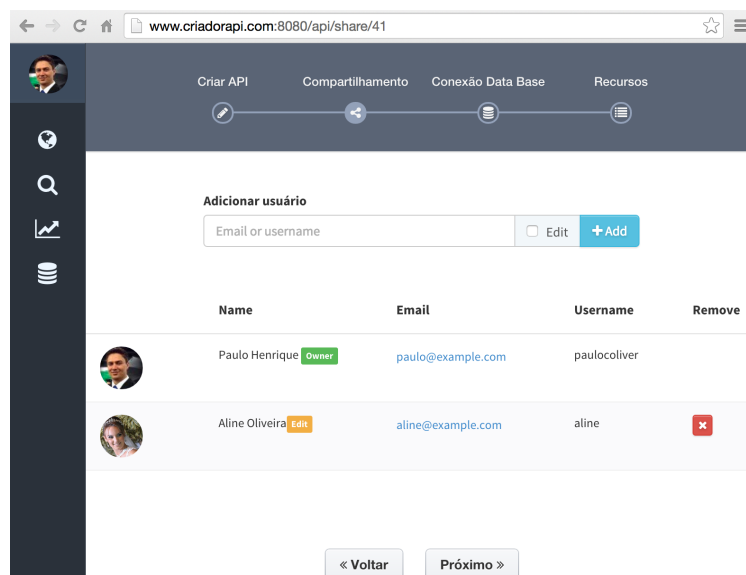 www.criadorapi.com:8080/api/share/41
Criar API Compartilhamento Conexão Data Base Recursos
Adicionar usuário
Email or username Edit +Add
Name Email Username Remove
Paulo Henrique Owner paulo@example.com paulocoliver
Aline Oliveira Edit aline@example.com aline
« Voltar Próximo »